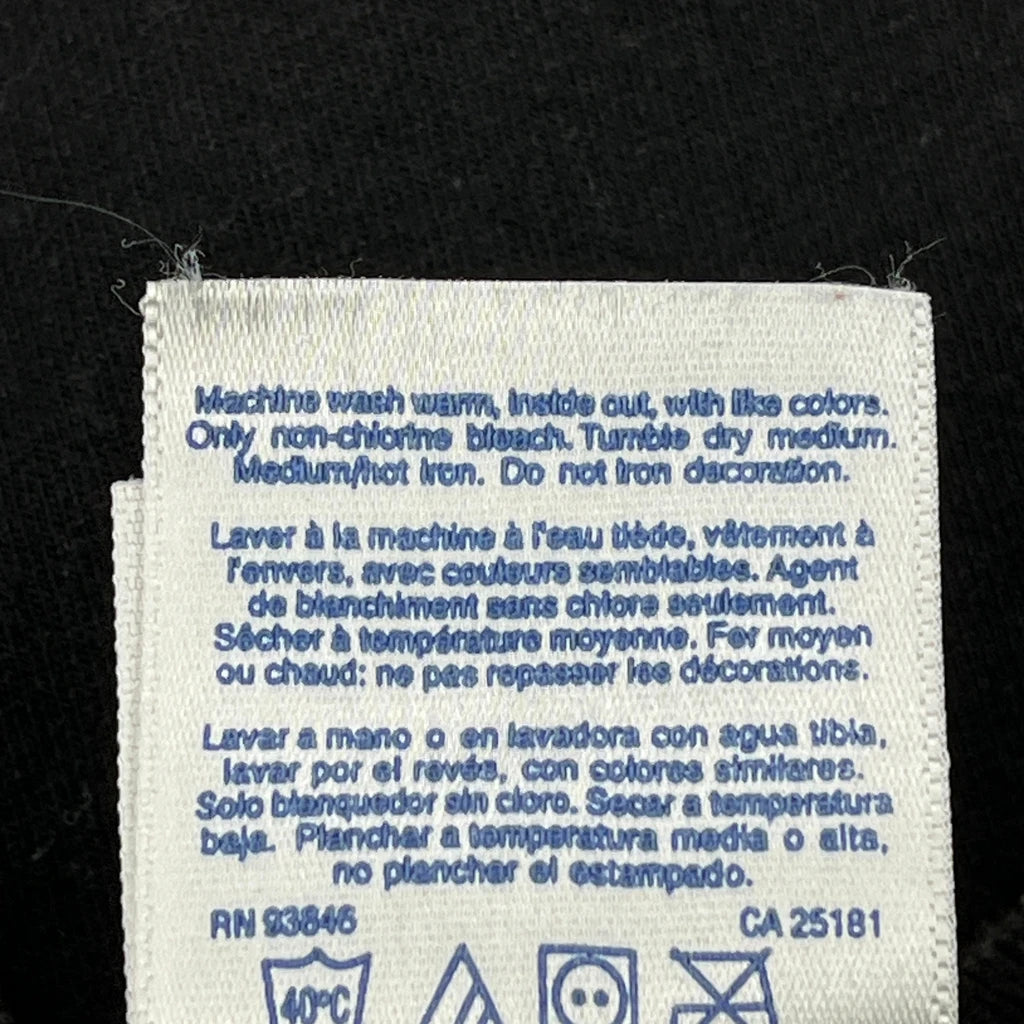 Machine wash warm, inside out, with like colors.
Only non-chlorine bleach. Tumble dry medium.
Medium/hot iron. Do not iron decoration.
Laver à la machine à l'eau tiède, vêtement à
l'envers, avec couleurs semblables. Agent
de blanchiment sans chlore seulement.
Sécher à température moyenne. Fer moyen
ou chaud: ne pas repasser les décorations.
Lavar a mano o en lavadora con agua tibia,
lavar por el revés, con colores similares.
Solo blanquedor sin cloro. Secar a temperatura
baja. Planchar a temperatura media o alta,
no planchar el estampado.
RN 93846 CA 25181
40°C